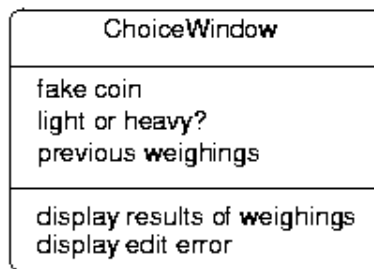 ChoiceWindow
fake coin
light or heavy?
previous weighings
display results of weighings
display edit error